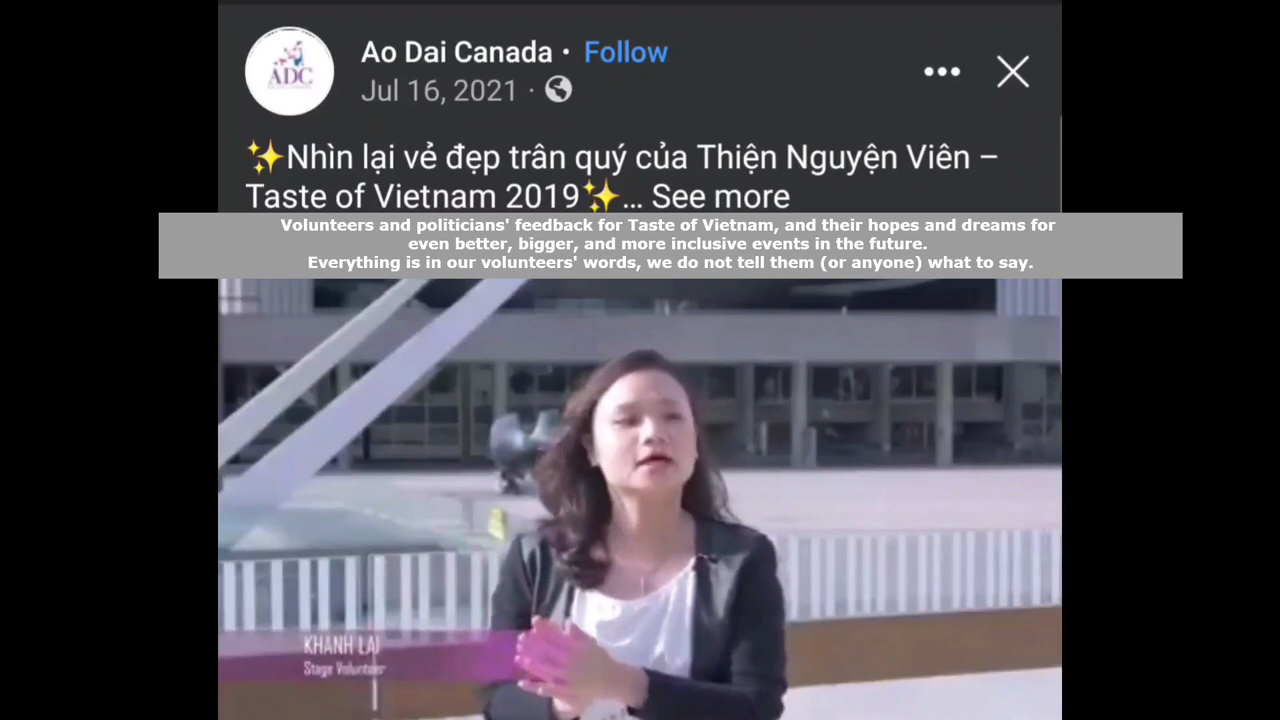 Ao Dai Canada · Follow
Jul 16, 2021 ·
ADC
✨Nhìn lại vẻ đẹp trân quý của Thiện Nguyện Viên –
Taste of Vietnam 2019✨… See more
Volunteers and politicians' feedback for Taste of Vietnam, and their hopes and dreams for
even better, bigger, and more inclusive events in the future.
Everything is in our volunteers' words, we do not tell them (or anyone) what to say.
KHANH LAI
Stage Volunteer